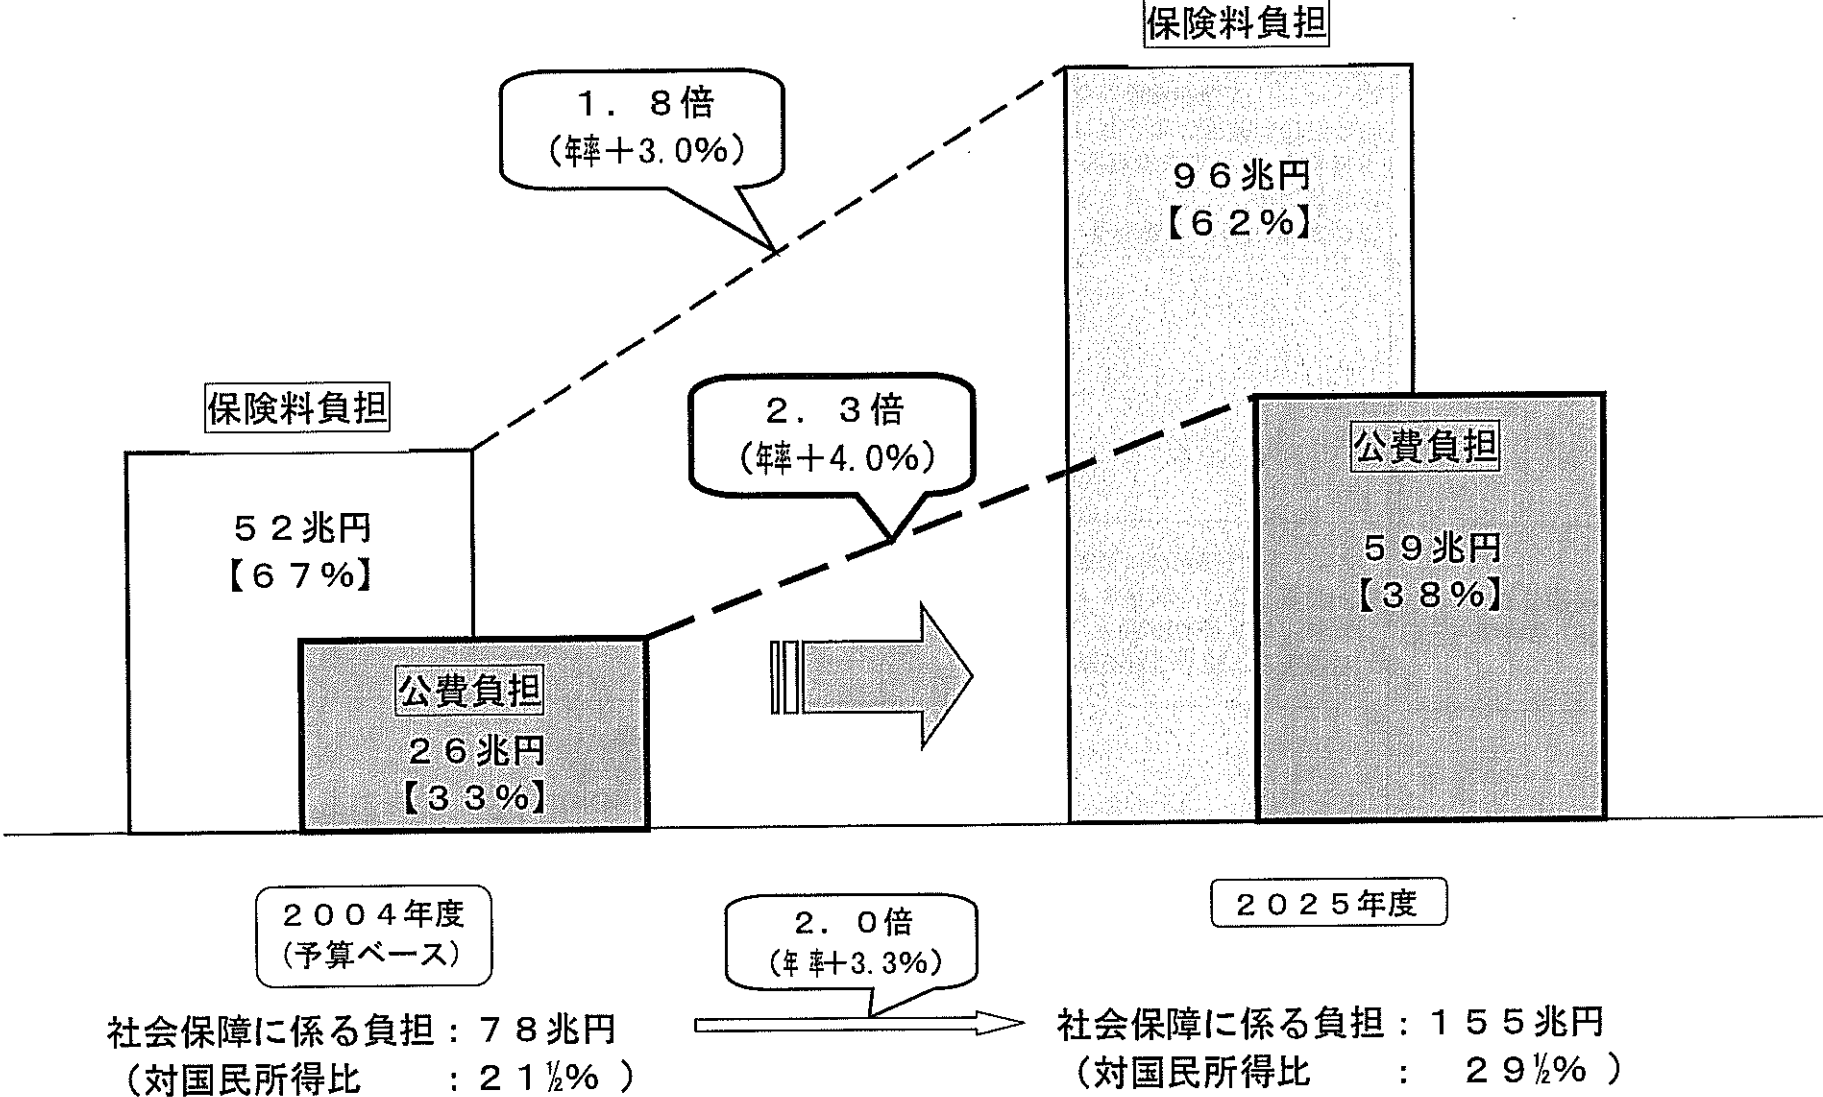 保険料負担
1．8倍
（年率＋3.0％）
96兆円
【62％】
保険料負担
2．3倍
（年率＋4.0％）
公費負担
52兆円
【67％】
59兆円
【38％】
公費負担
26兆円
【33％】
2004年度
（予算ベース）
2．0倍
（年率＋3.3％）
2025年度
社会保障に係る負担：78兆円
（対国民所得比　　：21½％　）
社会保障に係る負担：155兆円
（対国民所得比　　：　29½％　）